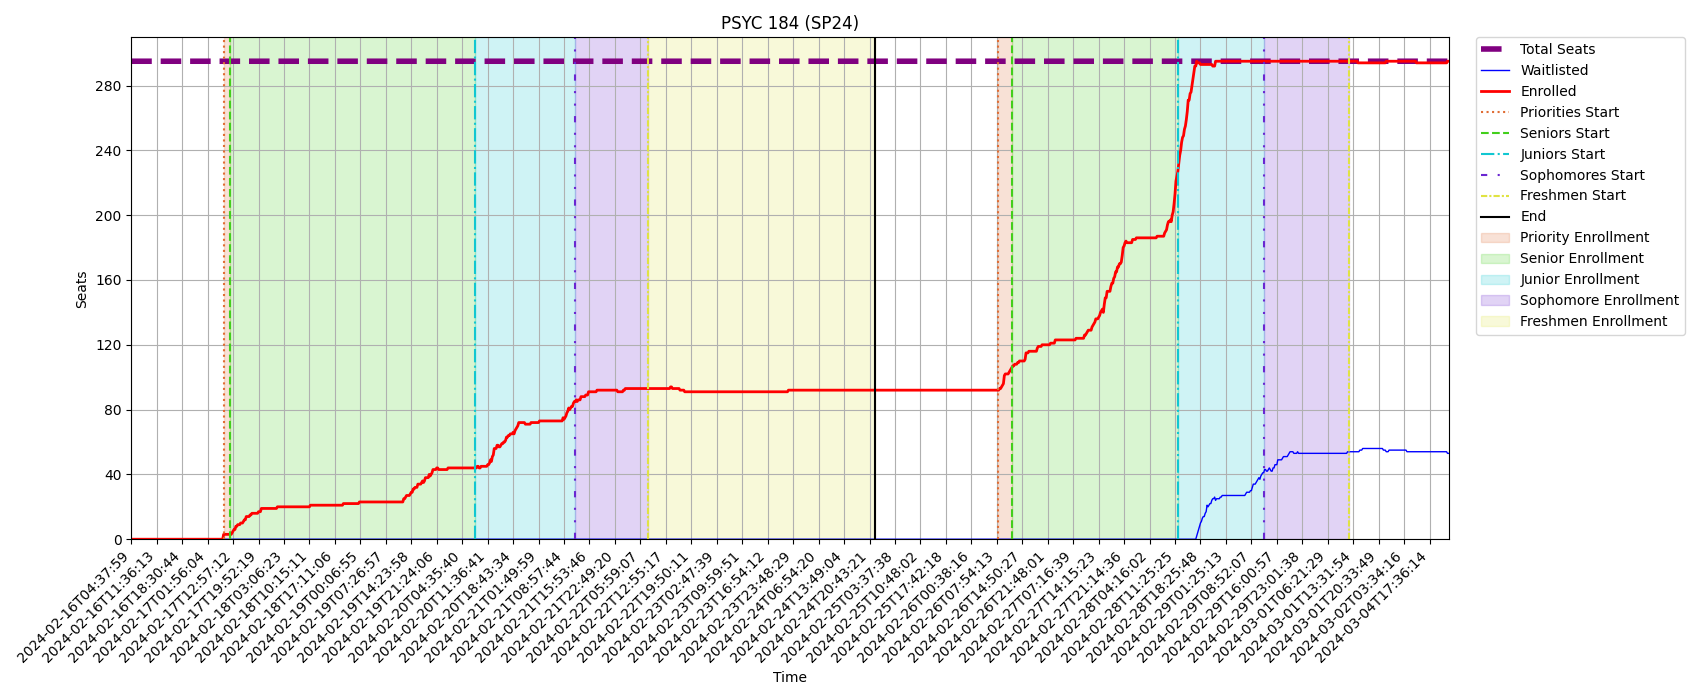 PSYC 184 (SP24)
Total Seats
Waitlisted
Enrolled
Priorities Start
Seniors Start
Juniors Start
Sophomores Start
Freshmen Start
End
Priority Enrollment
Senior Enrollment
Junior Enrollment
Sophomore Enrollment
Freshmen Enrollment
Seats
280
240
200
160
120
80
40
0
2024-02-16T04:37:59
2024-02-16T11:36:13
2024-02-16T18:30:44
2024-02-17T01:56:04
2024-02-17T12:57:12
2024-02-17T19:52:19
2024-02-18T03:06:23
2024-02-18T10:15:11
2024-02-18T17:11:06
2024-02-19T00:06:55
2024-02-19T07:26:57
2024-02-19T14:23:58
2024-02-19T21:24:06
2024-02-20T04:35:40
2024-02-20T11:36:41
2024-02-20T18:43:34
2024-02-21T01:49:59
2024-02-21T08:57:44
2024-02-21T15:53:46
2024-02-21T22:49:20
2024-02-22T05:59:07
2024-02-22T12:55:17
2024-02-22T19:50:11
2024-02-23T02:47:39
2024-02-23T09:59:51
2024-02-23T16:54:12
2024-02-23T23:48:29
2024-02-24T06:54:20
2024-02-24T13:49:04
2024-02-24T20:43:21
2024-02-25T03:37:38
2024-02-25T10:48:02
2024-02-25T17:42:18
2024-02-26T00:38:16
2024-02-26T07:54:13
2024-02-26T14:50:27
2024-02-26T21:48:01
2024-02-27T07:16:39
2024-02-27T14:15:23
2024-02-27T21:14:36
2024-02-28T04:16:02
2024-02-28T11:25:25
2024-02-28T18:25:48
2024-02-29T01:25:13
2024-02-29T08:52:07
2024-02-29T16:00:57
2024-02-29T23:01:38
2024-03-01T06:21:29
2024-03-01T13:31:54
2024-03-01T20:33:49
2024-03-02T03:34:16
2024-03-04T17:36:14
Time